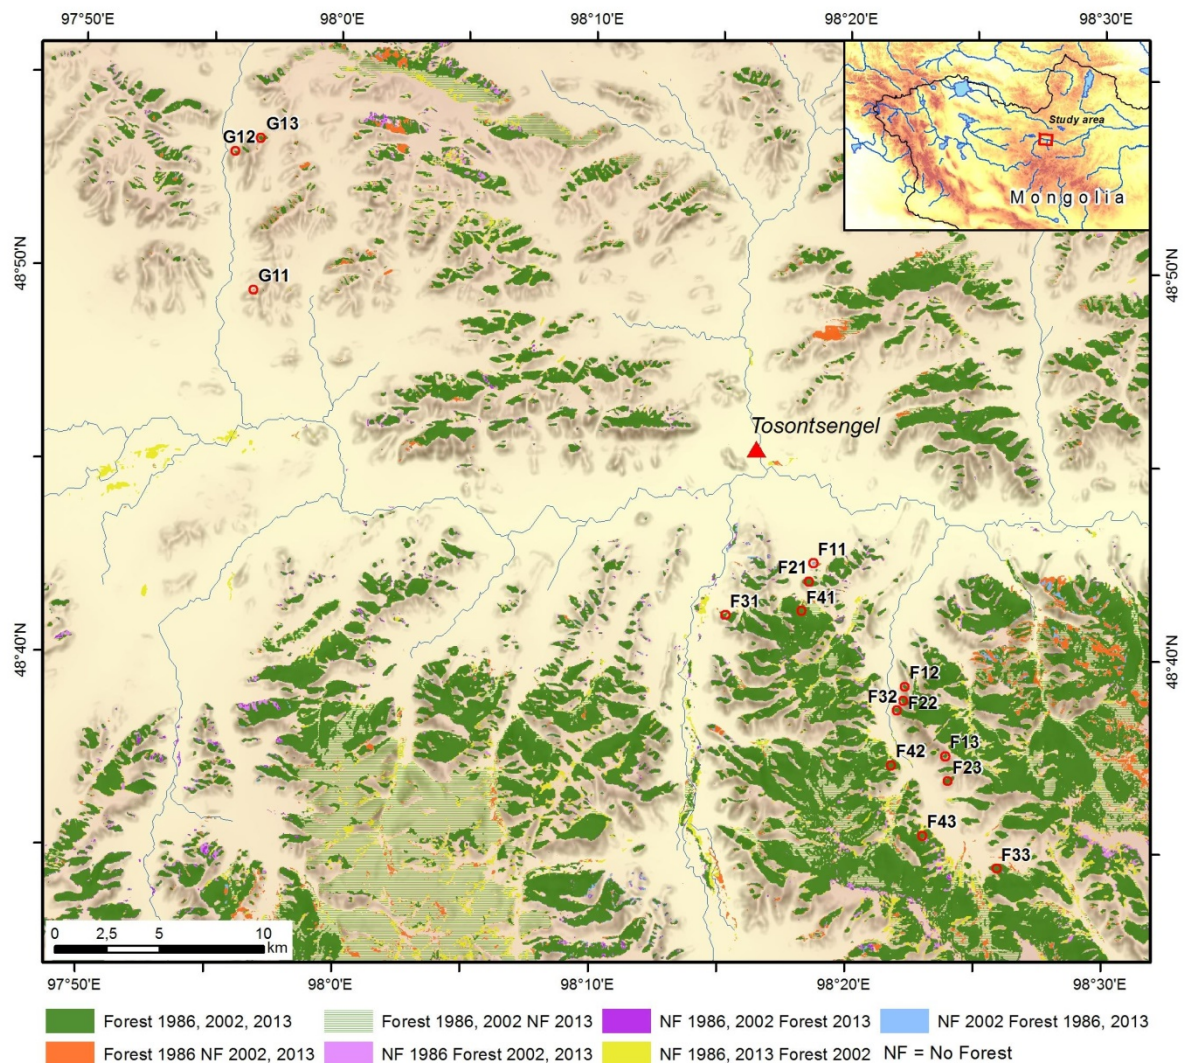 97°50'E 98°0'E 98°10'E 98°20'E 98°30'E
Study area
Mongolia
G12 G13
G11
48°50'N 48°50'N
Tosontsengel
F11
F21
F31 F41
48°40'N 48°40'N
F12
F32 F22
F13
F42
F23
F43
F33
0 2,5 5 10
km
97°50'E 98°0'E 98°10'E 98°20'E 98°30'E
Forest 1986, 2002, 2013 Forest 1986, 2002 NF 2013 NF 1986, 2002 Forest 2013 NF 2002 Forest 1986, 2013
Forest 1986 NF 2002, 2013 NF 1986 Forest 2002, 2013 NF 1986, 2013 Forest 2002 NF = No Forest